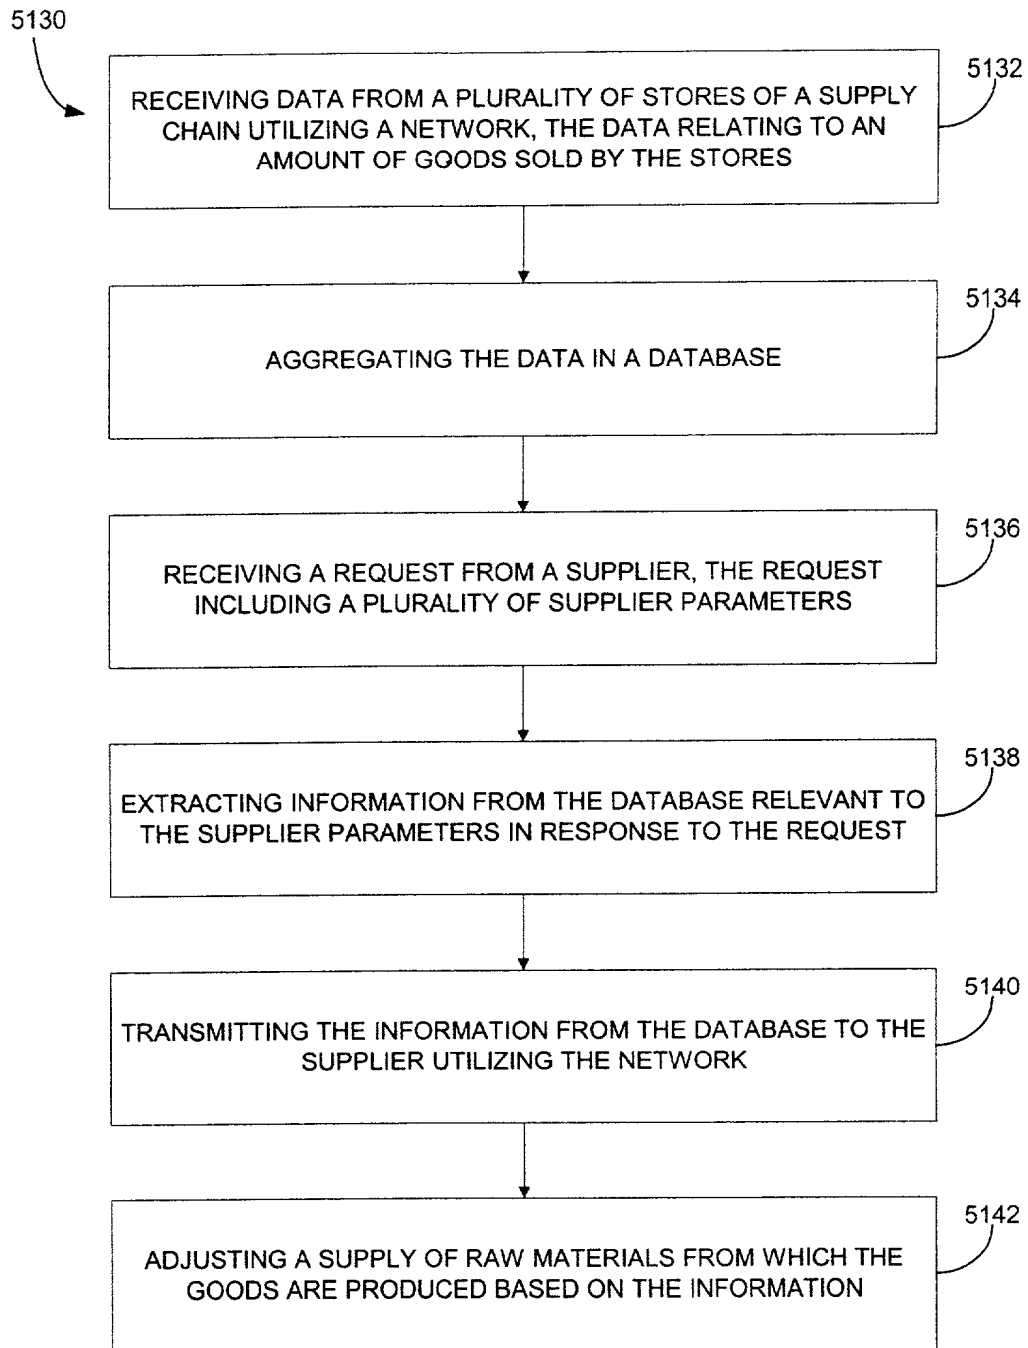 5130
5132
RECEIVING DATA FROM A PLURALITY OF STORES OF A SUPPLY
CHAIN UTILIZING A NETWORK, THE DATA RELATING TO AN
AMOUNT OF GOODS SOLD BY THE STORES
5134
AGGREGATING THE DATA IN A DATABASE
5136
RECEIVING A REQUEST FROM A SUPPLIER, THE REQUEST
INCLUDING A PLURALITY OF SUPPLIER PARAMETERS
5138
EXTRACTING INFORMATION FROM THE DATABASE RELEVANT TO
THE SUPPLIER PARAMETERS IN RESPONSE TO THE REQUEST
5140
TRANSMITTING THE INFORMATION FROM THE DATABASE TO THE
SUPPLIER UTILIZING THE NETWORK
5142
ADJUSTING A SUPPLY OF RAW MATERIALS FROM WHICH THE
GOODS ARE PRODUCED BASED ON THE INFORMATION